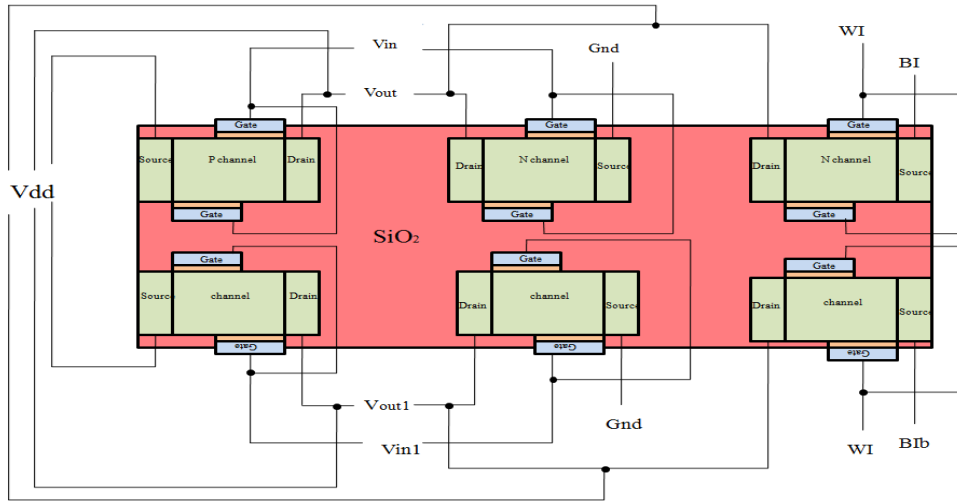 Vin
Gnd
WI
BI
Vout
Gate
Gate
Gate
Source
P channel
Drain
Drain
N channel
Source
Drain
N channel
Source
Vdd
Gate
Gate
Gate
SiO2
Gate
Gate
Gate
Source
channel
Drain
Drain
channel
Source
Drain
channel
Source
Gate
Gate
Gate
Vout1
Gnd
Vin1
WI
BIb